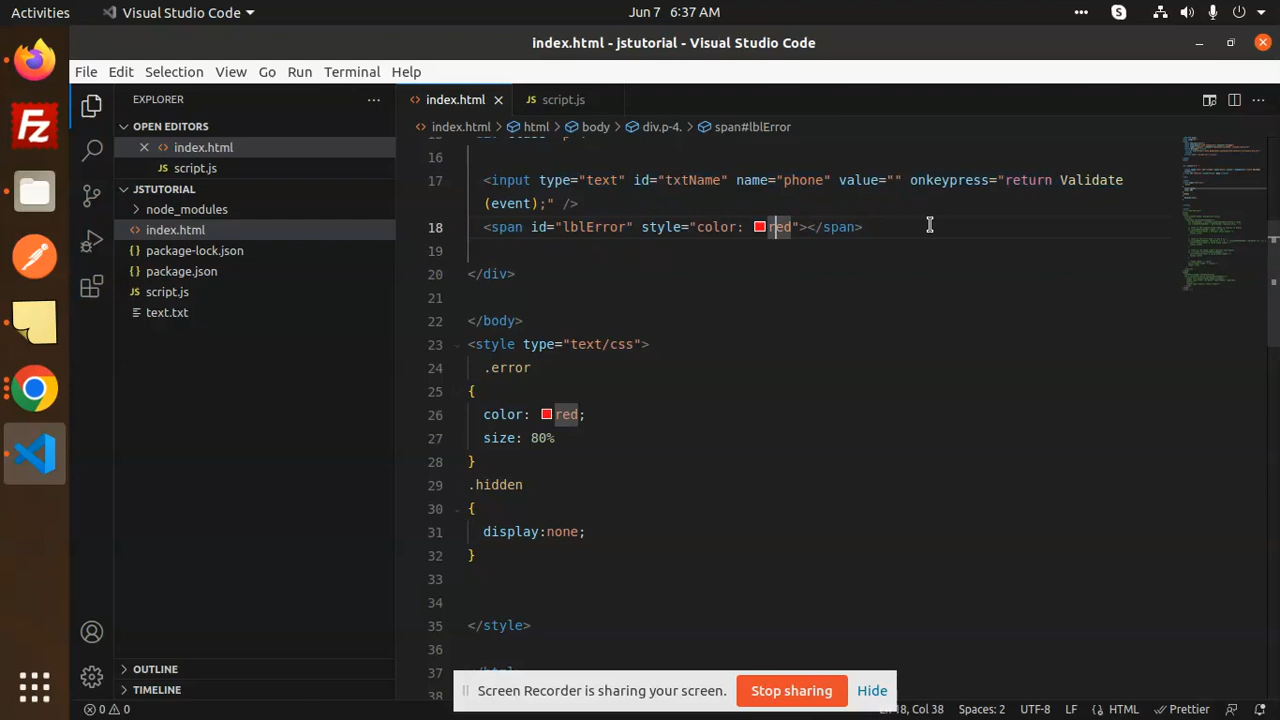 Activities
Visual Studio Code
Jun 7 6:37 AM
index.html - jstutorial - Visual Studio Code
File Edit Selection View Go Run Terminal Help
EXPLORER
index.html
script.js
OPEN EDITORS
index.html > html > body > div.p-4. > span#lblError
index.html
script.js
JSTUTORIAL
node_modules
index.html
package-lock.json
package.json
script.js
text.txt
16
17 <input type="text" id="txtName" name="phone" value="" onkeypress="return Validate
(event);" />
18 <span id="lblError" style="color: red"></span>
19
20 </div>
21
22 </body>
23 <style type="text/css">
24 .error
25 {
26 color: red;
27 size: 80%
28 }
29 .hidden
30 {
31 display:none;
32 }
33
34
35 </style>
36
37
38
OUTLINE
TIMELINE
Screen Recorder is sharing your screen.
Stop sharing
Hide
0 0
Ln 18, Col 38
Spaces: 2
UTF-8
LF
HTML
Prettier